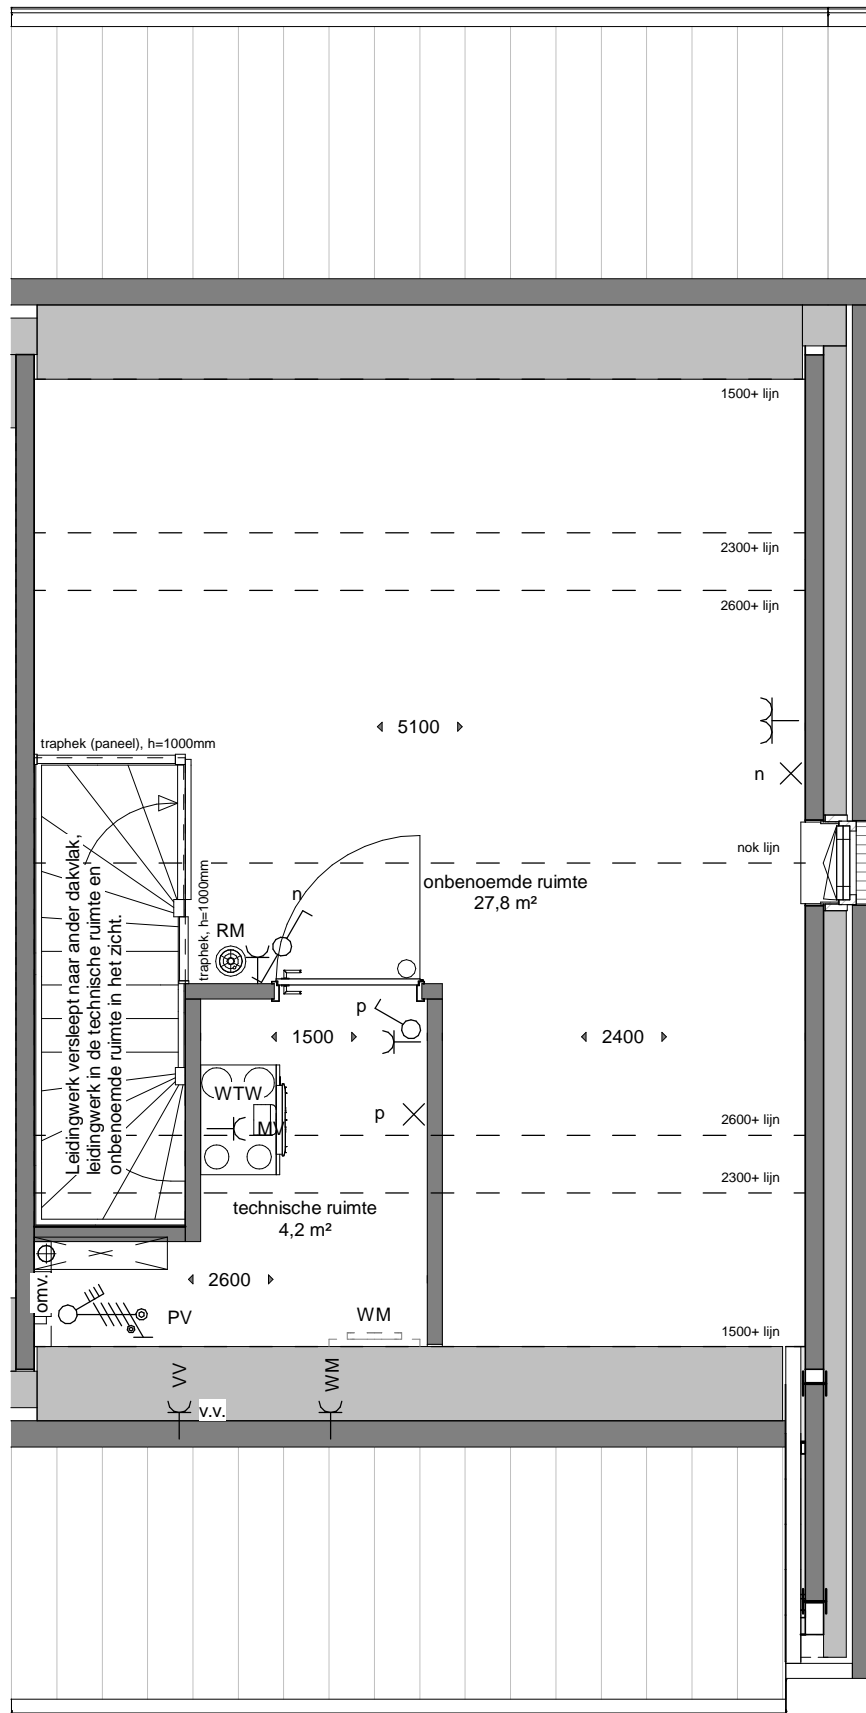 1500+ lijn
2300+ lijn
2600+ lijn
5100
traphek (paneel), h=1000mm
n
nok lijn
Leidingwerk versleept naar ander dakvlak,
leidingwerk in de technische ruimte en
onbenoemde ruimte in het zicht.
traphek, h=1000mm
n
onbenoemde ruimte
27,8 m²
RM
p
1500
2400
WTW
MV
p
2600+ lijn
2300+ lijn
technische ruimte
4,2 m²
omv.
2600
PV
WM
1500+ lijn
VV
WM
v.v.